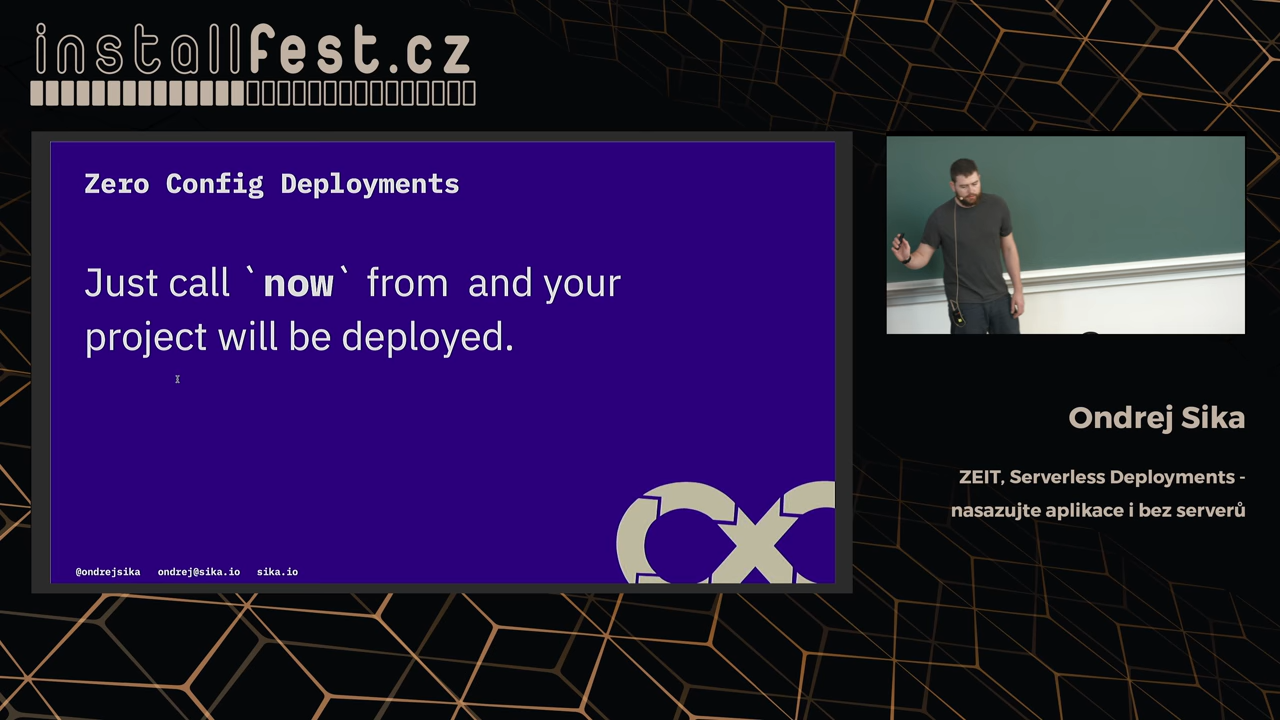 installfest.cz
Zero Config Deployments
Just call `now` from  and your
project will be deployed.
@ondrejsika ondrej@sika.io sika.io
Ondrej Sika
ZEIT, Serverless Deployments -
nasazujte aplikace i bez serverů